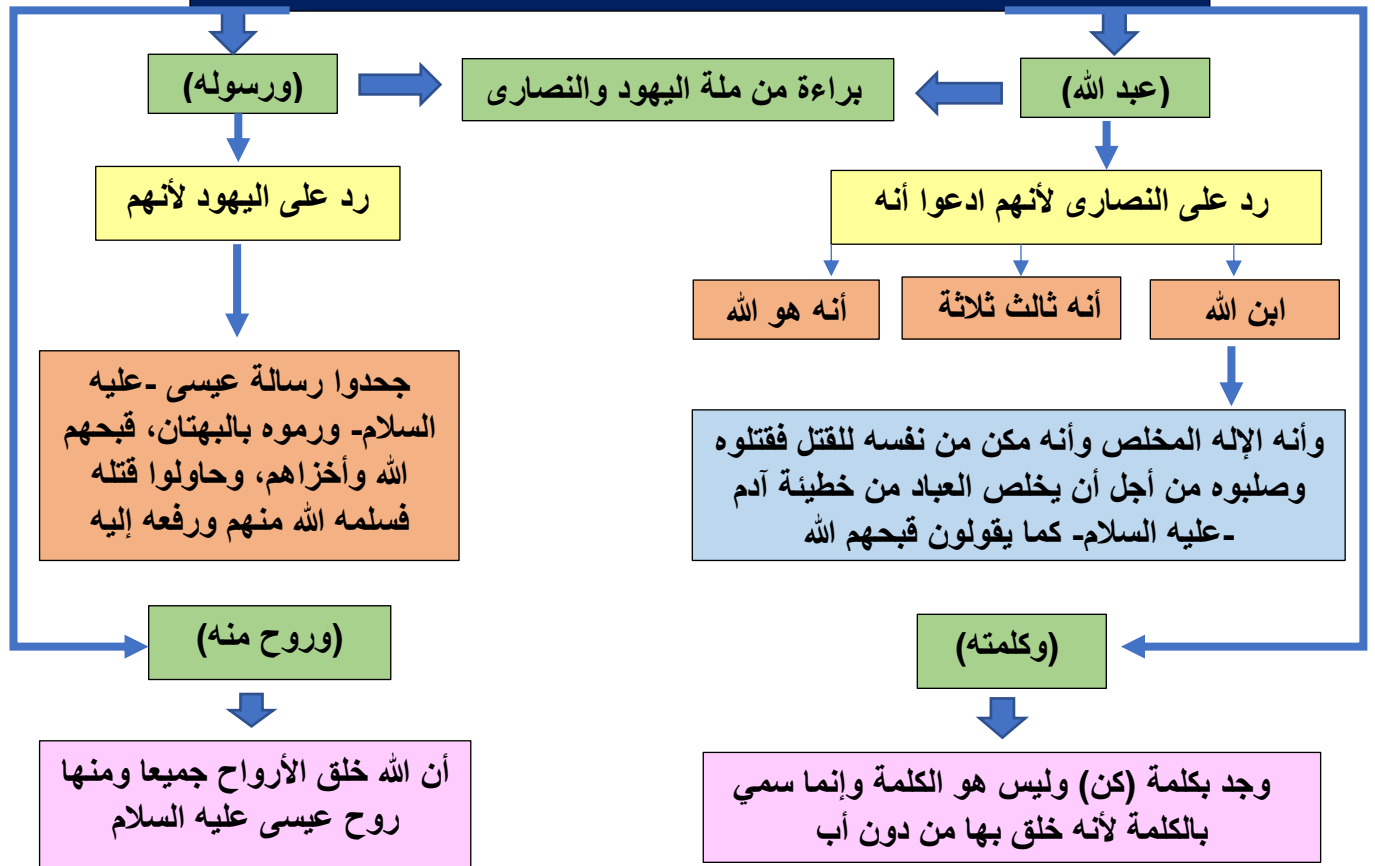 (عبد الله)
براءة من ملة اليهود والنصارى
(ورسوله)
رد على النصارى لأنهم ادعوا أنه
ابن الله
أنه ثالث ثلاثة
أنه هو الله
وأنه الإله المخلص وأنه مكن من نفسه للقتل فقتلوه
وصلبوه من أجل أن يخلص العباد من خطيئة آدم
-عليه السلام- كما يقولون قبحهم الله
رد على اليهود لأنهم
جحدوا رسالة عيسى -عليه
السلام- ورموه بالبهتان، قبحهم
الله وأخزاهم، وحاولوا قتله
فسلمه الله منهم ورفعه إليه
(وكلمته)
وجد بكلمة (كن) وليس هو الكلمة وإنما سمي
بالكلمة لأنه خلق بها من دون أب
(وروح منه)
أن الله خلق الأرواح جميعا ومنها
روح عيسى عليه السلام